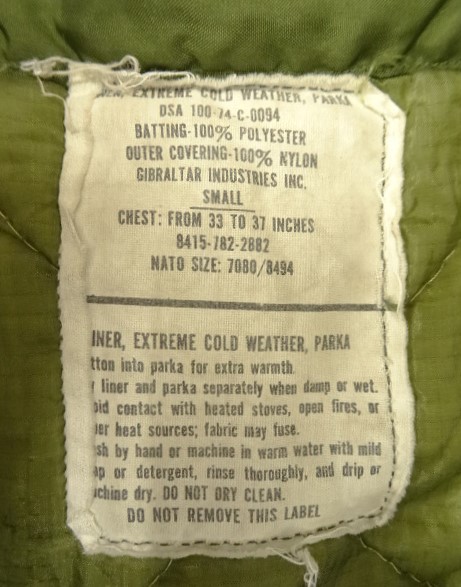 NER, EXTREME COLD WEATHER, PARKA
DSA 100-74-C-0094
BATTING-100% POLYESTER
OUTER COVERING-100% NYLON
GIBRALTAR INDUSTRIES INC.
SMALL
CHEST: FROM 33 TO 37 INCHES
8415-782-2882
NATO SIZE: 7080/8494
INER, EXTREME COLD WEATHER, PARKA
tton into parka for extra warmth.
liner and parka separately when damp or wet.
oid contact with heated stoves, open fires, or
er heat sources; fabric may fuse.
sh by hand or machine in warm water with mild
ap or detergent, rinse thoroughly, and drip or
chine dry. DO NOT DRY CLEAN.
DO NOT REMOVE THIS LABEL